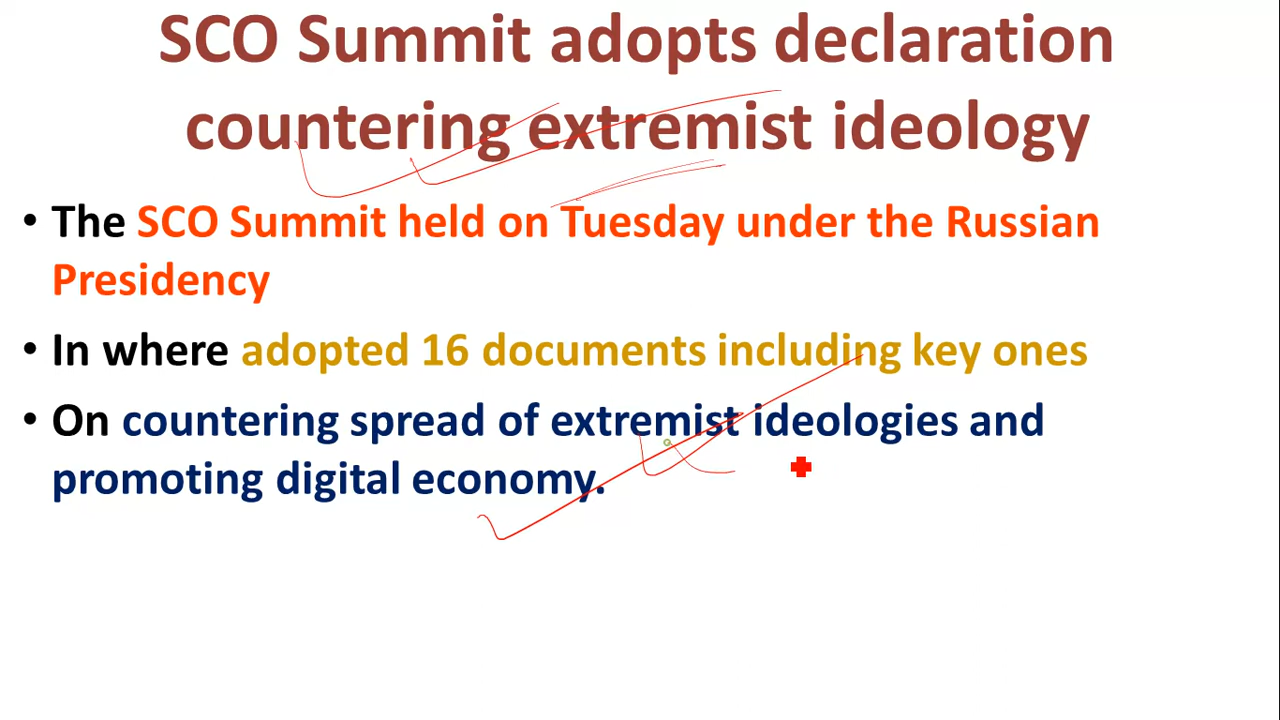 SCO Summit adopts declaration
countering extremist ideology
• The SCO Summit held on Tuesday under the Russian
Presidency
• In where adopted 16 documents including key ones
• On countering spread of extremist ideologies and
promoting digital economy.